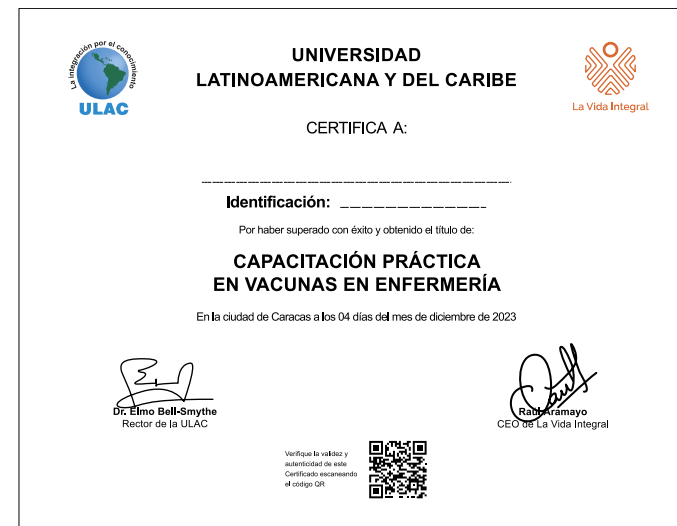 La integración por el conocimiento
ULAC
UNIVERSIDAD
LATINOAMERICANA Y DEL CARIBE
La Vida Integral
CERTIFICA A:
Identificación:
Por haber superado con éxito y obtenido el título de:
CAPACITACIÓN PRÁCTICA
EN VACUNAS EN ENFERMERÍA
En la ciudad de Caracas a los 04 días del mes de diciembre de 2023
Dr. Elmo Bell-Smythe
Rector de la ULAC
Raúl Aramayo
CEO de La Vida Integral
Verifique la validez y
autenticidad de este
Certificado escaneando
el código QR